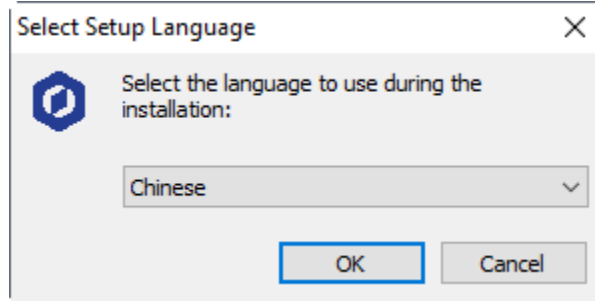 Select Setup Language
Select the language to use during the
installation:
Chinese
OK
Cancel